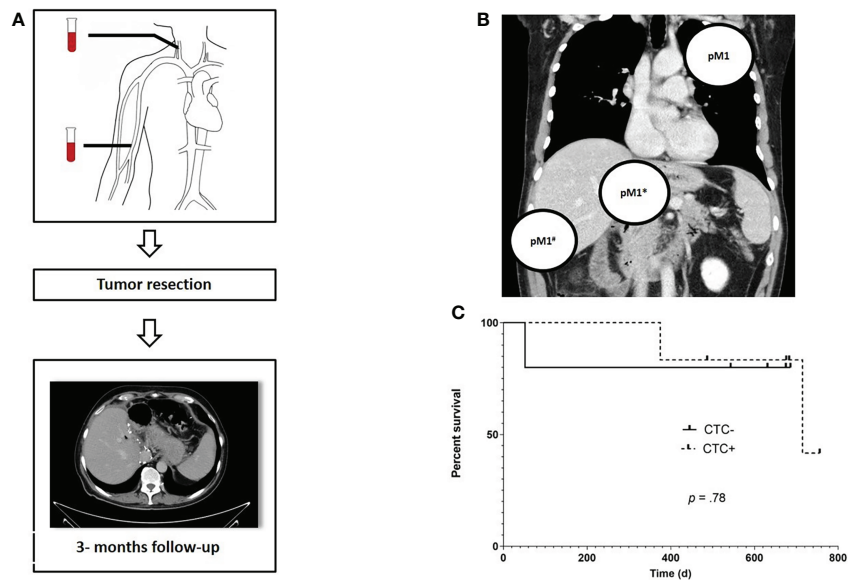 A
Tumor resection
3- months follow-up
B
pM1
pM1*
pM1#
C
Percent survival
100
50
0
CTC-
CTC+
p = .78
0 200 400 600 800
Time (d)